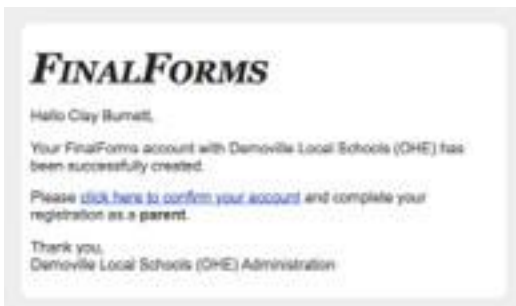 FINALFORMS
Hello Clay Burnett,
Your FinalForms account with Demoville Local Schools (OHE) has
been successfully created.
Please click here to confirm your account and complete your
registration as a parent.
Thank you,
Demoville Local Schools (OHE) Administration